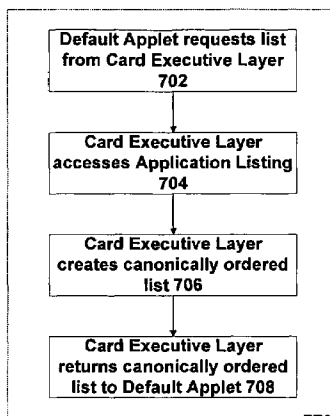 Default Applet requests list
from Card Executive Layer
702
Card Executive Layer
accesses Application Listing
704
Card Executive Layer
creates canonically ordered
list 706
Card Executive Layer
returns canonically ordered
list to Default Applet 708